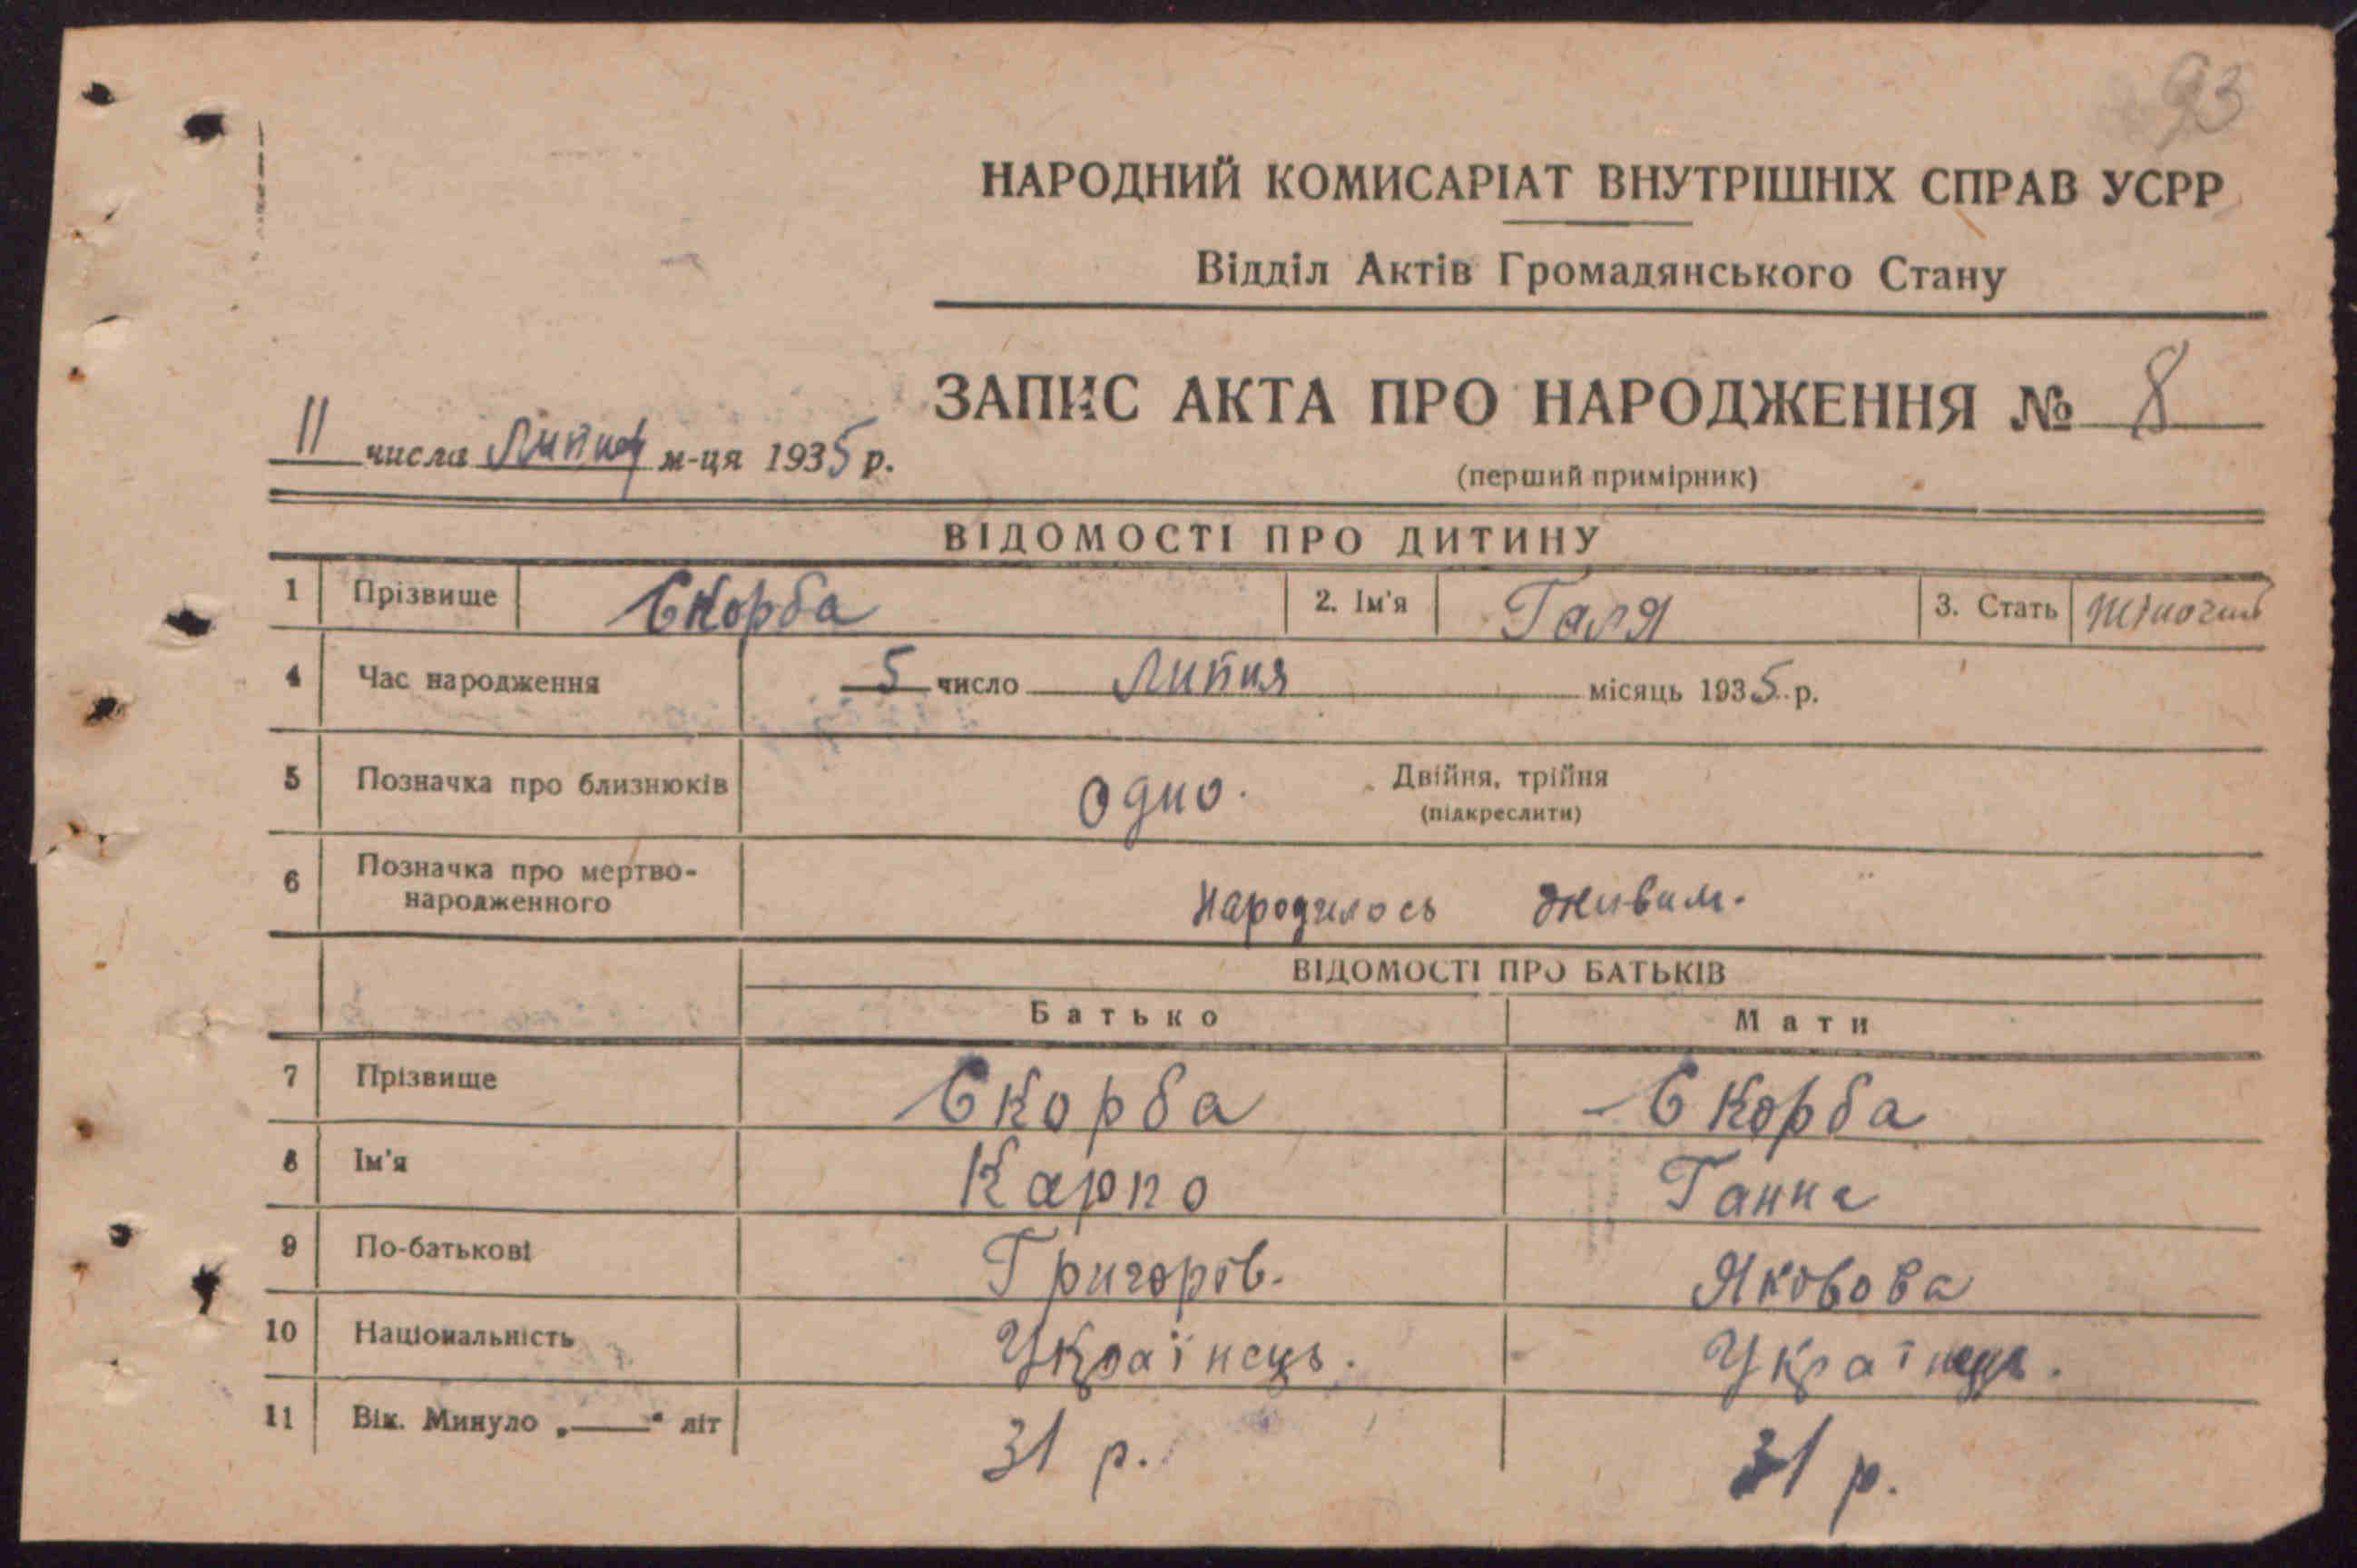 93
НАРОДНИЙ КОМИСАРІАТ ВНУТРІШНІХ СПРАВ УСРР
Відділ Актів Громадянського Стану
ЗАПИС АКТА ПРО НАРОДЖЕННЯ № 8
11 числа Липня м-ця 1935 р.
(перший примірник)
ВІДОМОСТІ ПРО ДИТИНУ
1 Прізвище Скорба 2. Ім'я Галя 3. Стать
4 Час народження 5 число Липня місяць 1935 р.
5 Позначка про близнюків Одно. Двійня, трійня
(підкреслити)
6 Позначка про мертво-
народженного Народилось живим.
ВІДОМОСТІ ПРО БАТЬКІВ
Батько Мати
7 Прізвище Скорба Скорба
8 Ім'я Карпо Ганна
9 По-батькові Григоров. Яковова
10 Національність Українець. Українець.
11 Вік. Минуло „——“ літ 31 р. 31 р.